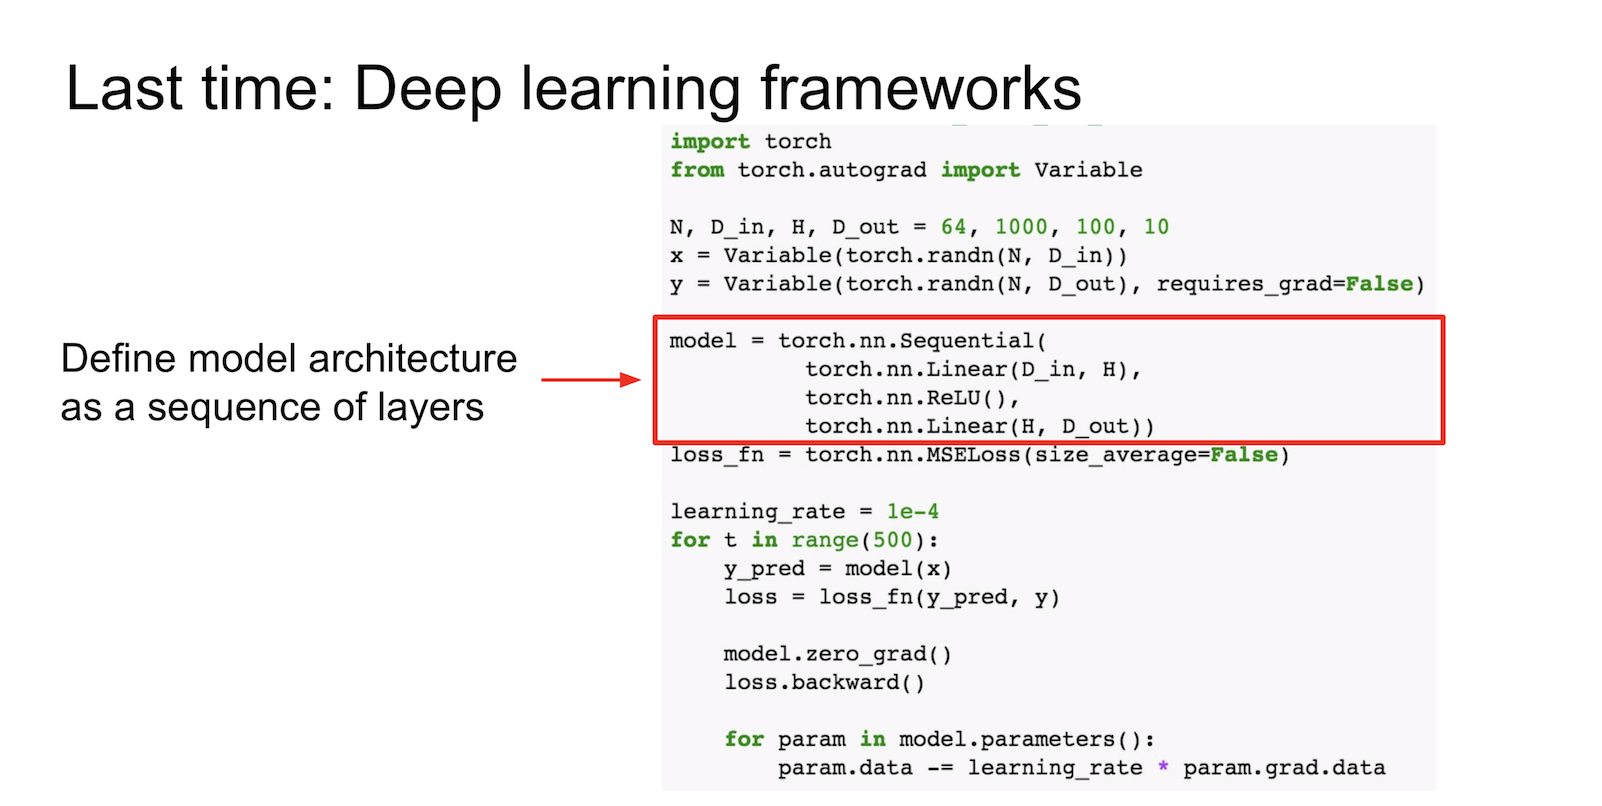 Last time: Deep learning frameworks
import torch
from torch.autograd import Variable
N, D_in, H, D_out = 64, 1000, 100, 10
x = Variable(torch.randn(N, D_in))
y = Variable(torch.randn(N, D_out), requires_grad=False)
Define model architecture
as a sequence of layers
model = torch.nn.Sequential(
torch.nn.Linear(D_in, H),
torch.nn.ReLU(),
torch.nn.Linear(H, D_out))
loss_fn = torch.nn.MSELoss(size_average=False)
learning_rate = 1e-4
for t in range(500):
y_pred = model(x)
loss = loss_fn(y_pred, y)
model.zero_grad()
loss.backward()
for param in model.parameters():
param.data -= learning_rate * param.grad.data